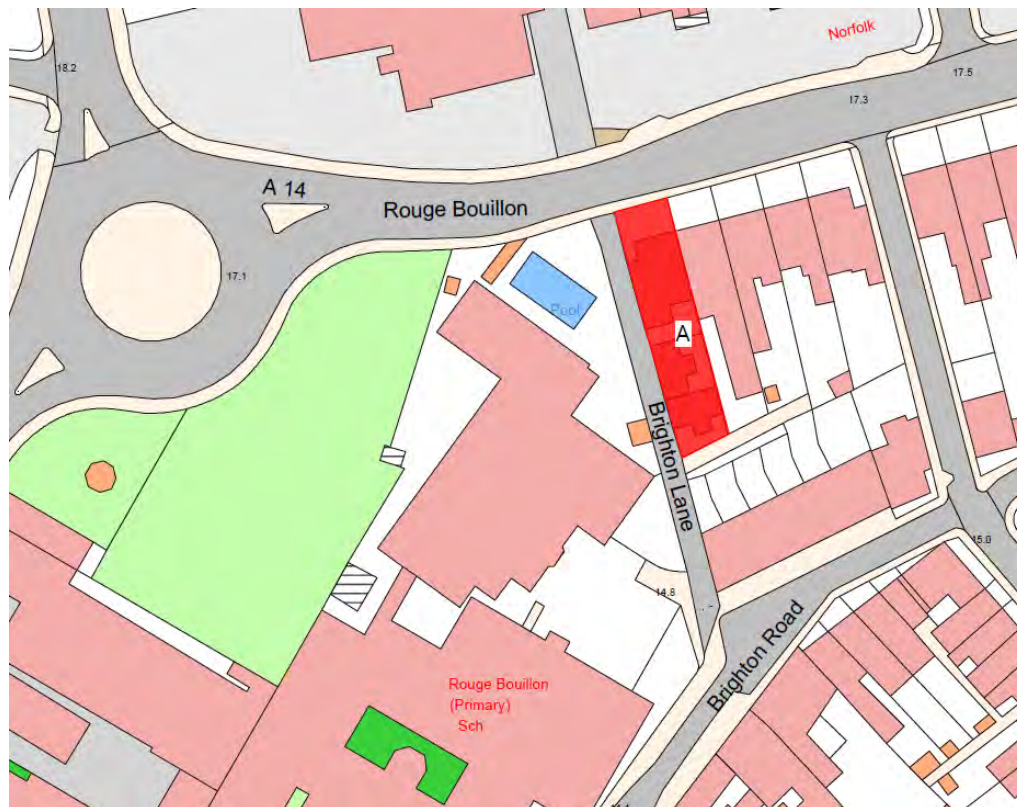 Norfolk
18.2
17.5
17.3
A 14
Rouge Bouillon
17.1
Pool
A
Brighton Lane
15.0
14.8
Brighton Road
Rouge Bouillon
(Primary)
Sch